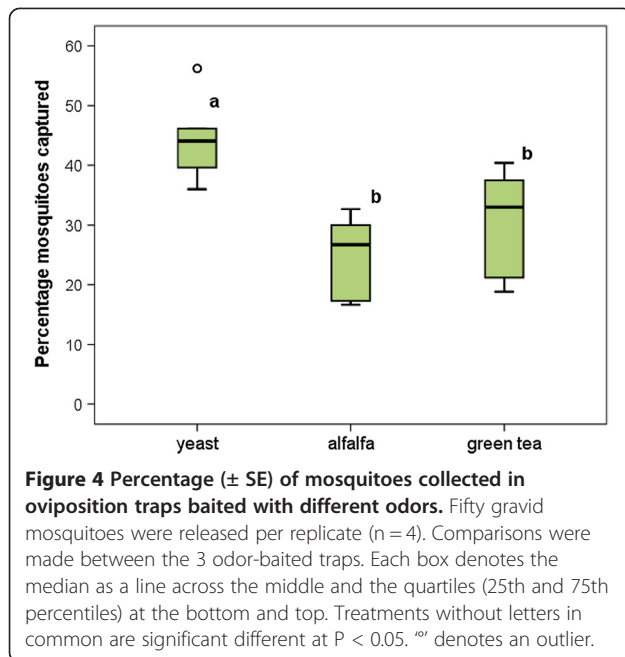 60
50
40
30
20
10
0
Percentage mosquitoes captured
a
b
b
yeast alfalfa green tea
Figure 4 Percentage (± SE) of mosquitoes collected in
oviposition traps baited with different odors. Fifty gravid
mosquitoes were released per replicate (n = 4). Comparisons were
made between the 3 odor-baited traps. Each box denotes the
median as a line across the middle and the quartiles (25th and 75th
percentiles) at the bottom and top. Treatments without letters in
common are significant different at P < 0.05. “°” denotes an outlier.